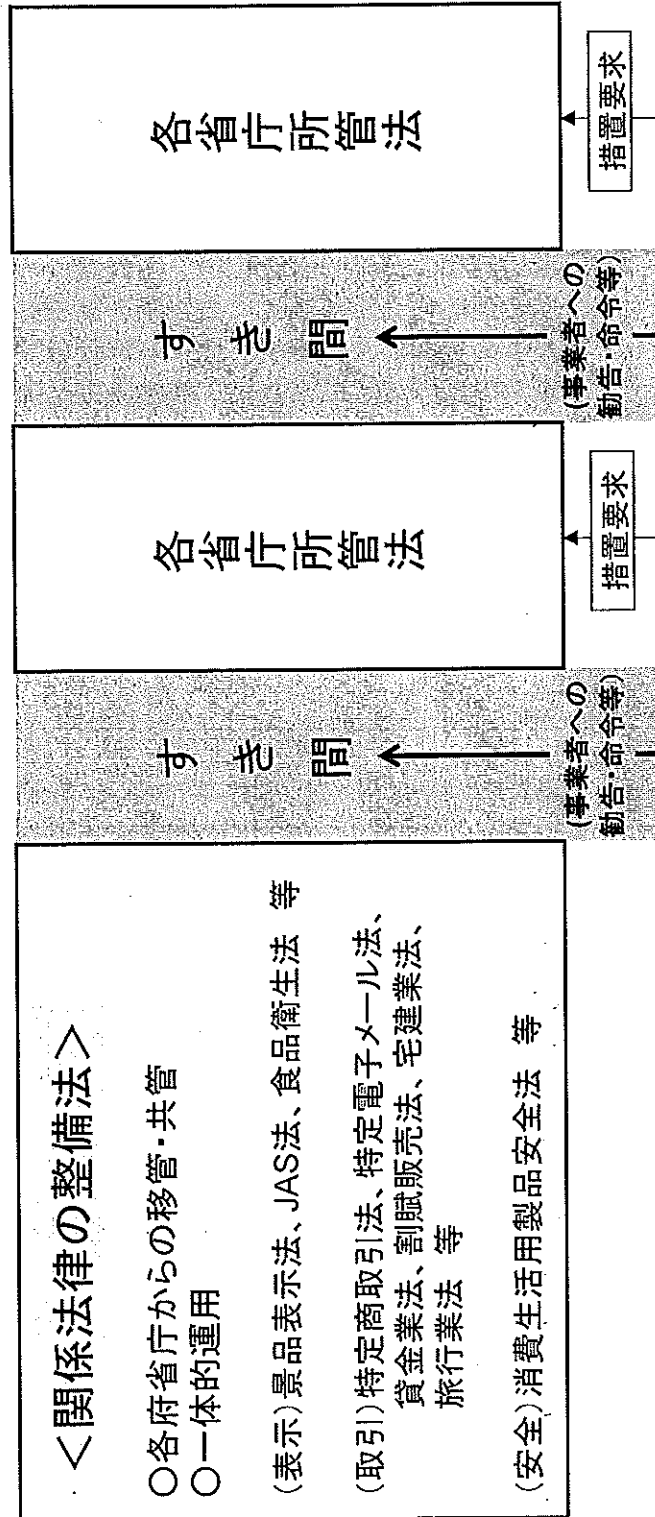 <関係法律の整備法>
○各府省庁からの移管・共管
○一体的運用
(表示)景品表示法、JAS法、食品衛生法 等
(取引)特定商取引法、特定電子メール法、
貸金業法、割賦販売法、宅建業法、
旅行業法 等
(安全)消費生活用製品安全法 等
すき間
(事業者への
勧告・命令等)
各省庁所管法
措置要求
すき間
(事業者への
勧告・命令等)
各省庁所管法
措置要求